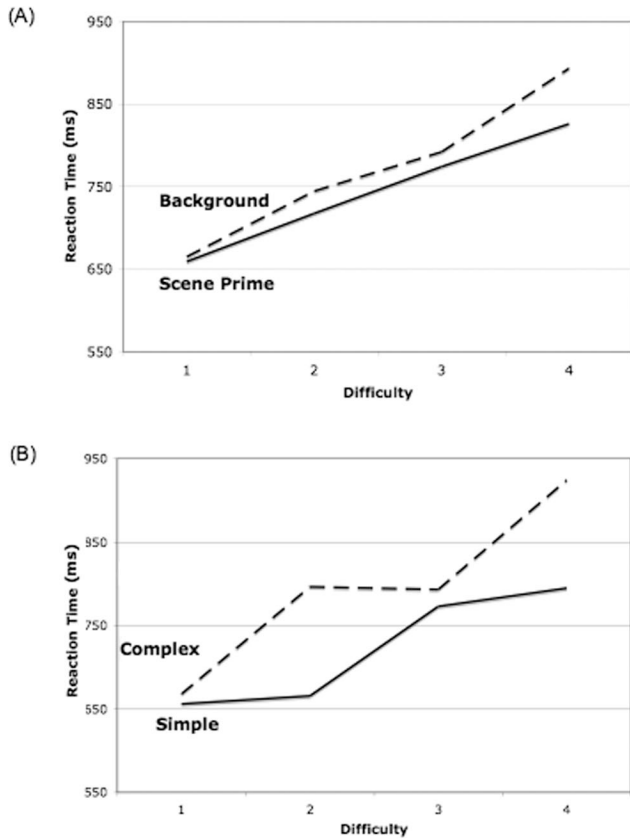 (A)
950
850
750
650
550
Reaction Time (ms)
Background
Scene Prime
1 2 3 4
Difficulty
(B)
950
850
750
650
550
Reaction Time (ms)
Complex
Simple
1 2 3 4
Difficulty